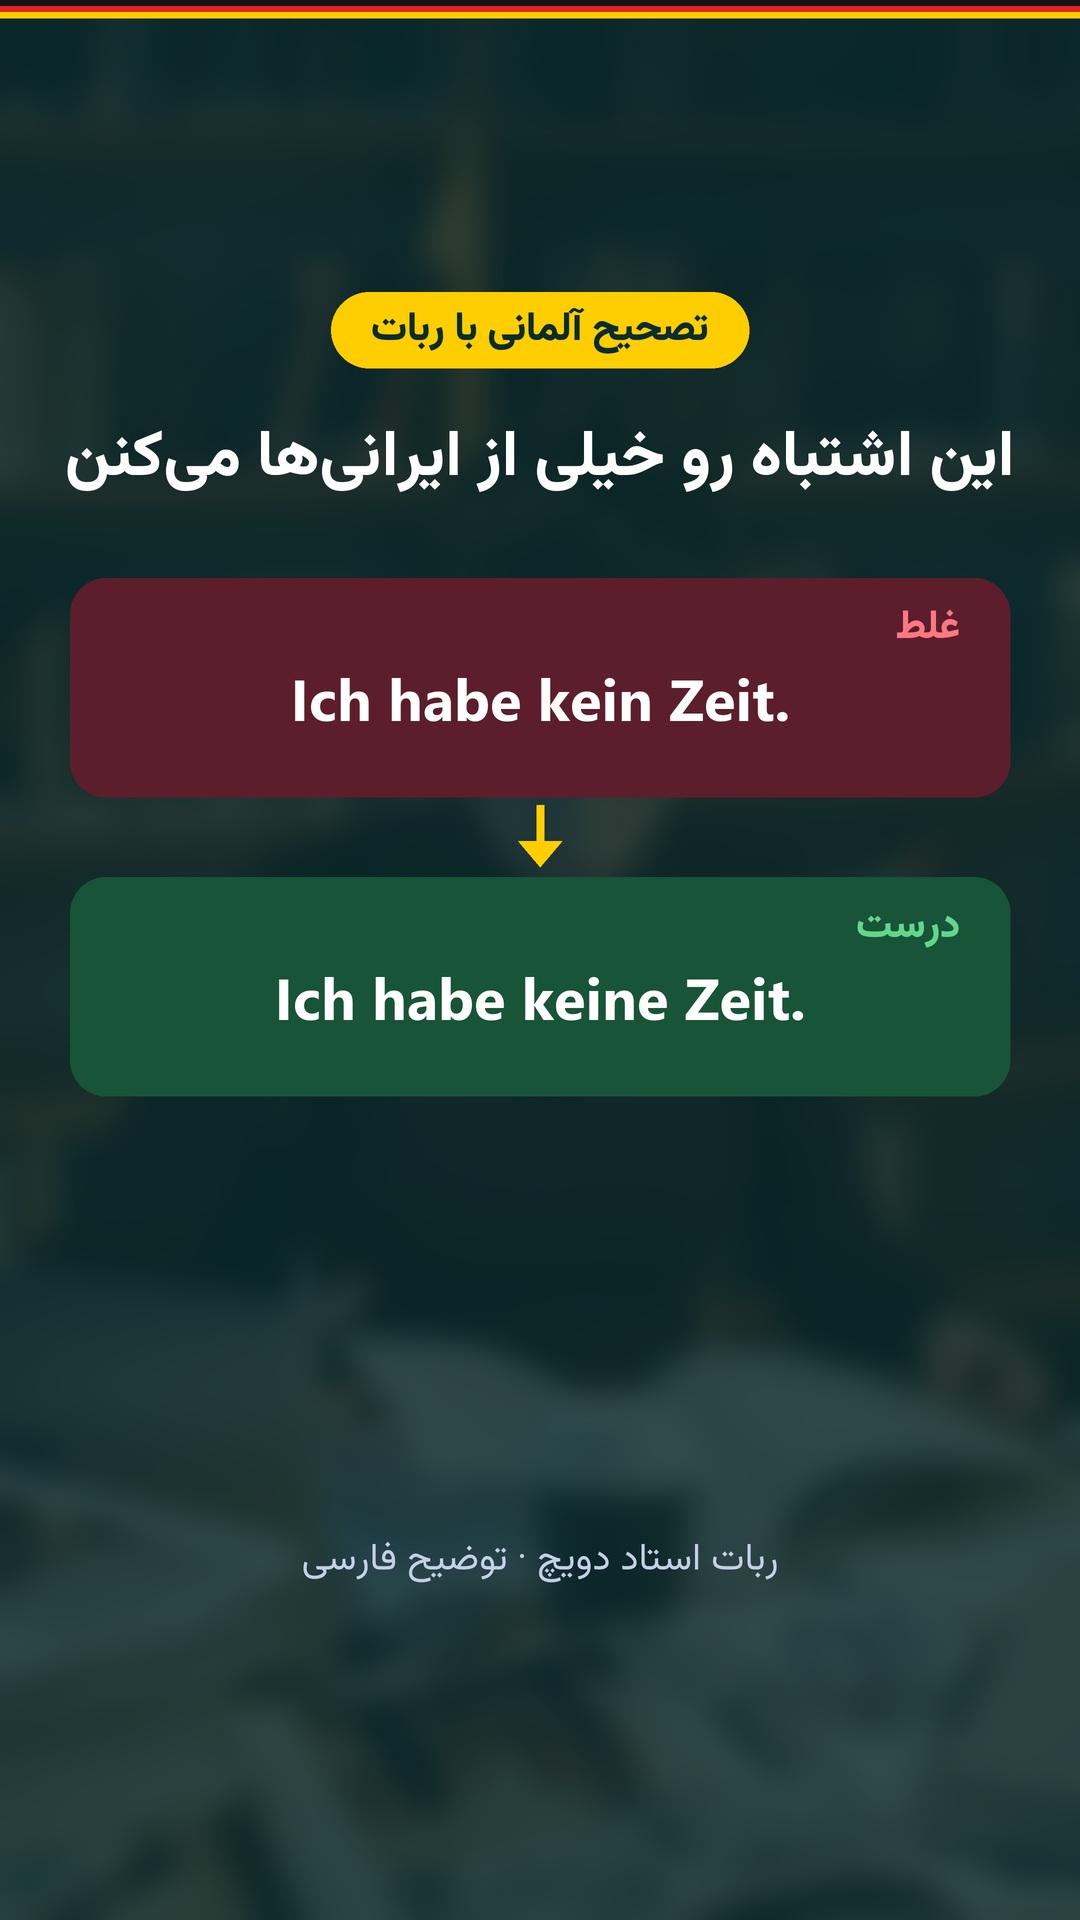 تصحیح آلمانی با ربات
این اشتباه رو خیلی از ایرانی‌ها می‌کنن
غلط
Ich habe kein Zeit.
درست
Ich habe keine Zeit.
ربات استاد دویچ · توضیح فارسی